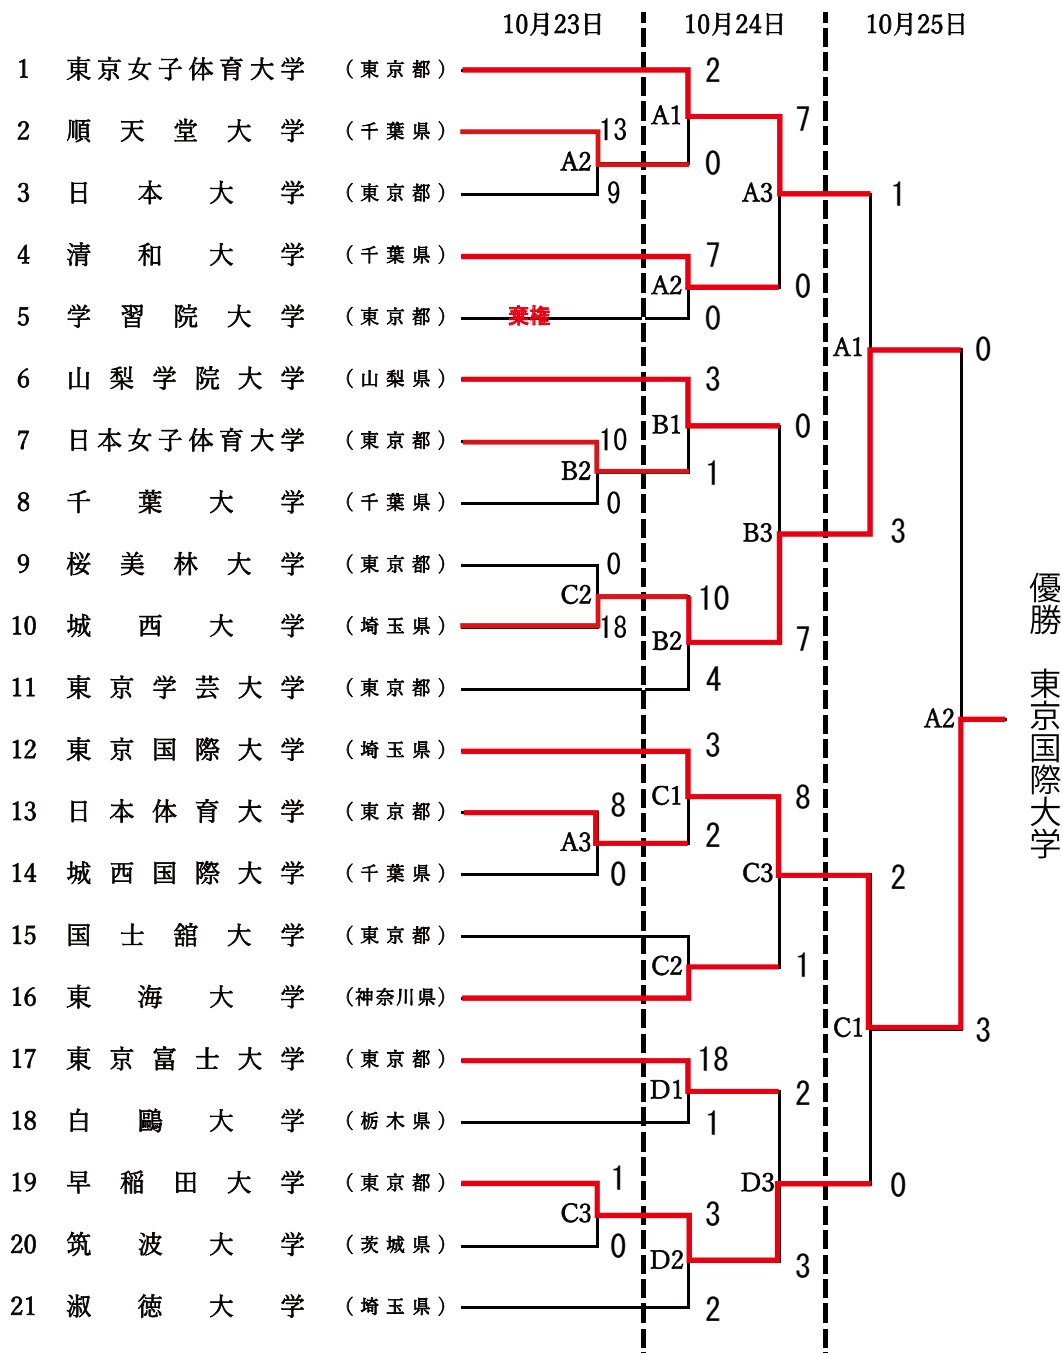 10月23日 10月24日 10月25日
1 東京女子体育大学 （東京都） 2
A1 7
2 順天堂大学 （千葉県） 13
A2 0
3 日本大学 （東京都） 9 A3 1
4 清和大学 （千葉県） 7
A2 0
5 学習院大学 （東京都） 棄権 0
A1 0
6 山梨学院大学 （山梨県） 3
B1 0
7 日本女子体育大学 （東京都） 10
B2 1
8 千葉大学 （千葉県） 0
B3 3
9 桜美林大学 （東京都） 0
C2 10
10 城西大学 （埼玉県） 18
B2 7
11 東京学芸大学 （東京都） 4
A2
優勝 東京国際大学
12 東京国際大学 （埼玉県） 3
C1 8
13 日本体育大学 （東京都） 8
A3 2
14 城西国際大学 （千葉県） 0
C3 2
15 国士舘大学 （東京都）
C2 1
16 東海大学 （神奈川県）
C1 3
17 東京富士大学 （東京都） 18
D1 2
18 白鷗大学 （栃木県） 1
19 早稲田大学 （東京都） 1
D3 0
C3 3
20 筑波大学 （茨城県） 0
D2 3
21 淑徳大学 （埼玉県） 2